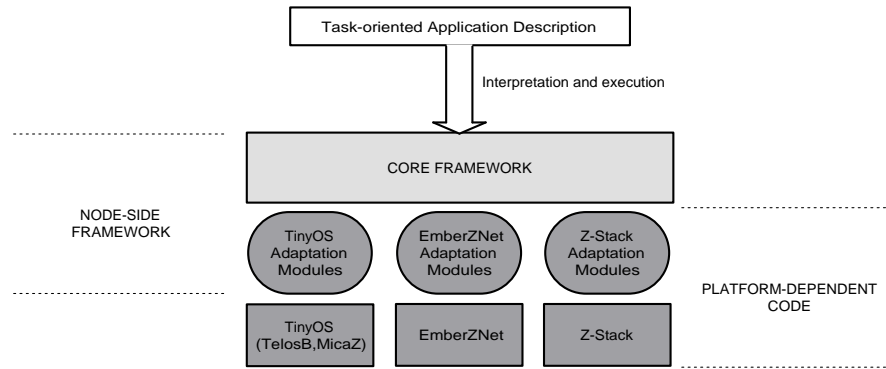 Task-oriented Application Description
Interpretation and execution
CORE FRAMEWORK
NODE-SIDE
FRAMEWORK
TinyOS
Adaptation
Modules
EmberZNet
Adaptation
Modules
Z-Stack
Adaptation
Modules
PLATFORM-DEPENDENT
CODE
TinyOS
(TelosB,MicaZ)
EmberZNet
Z-Stack